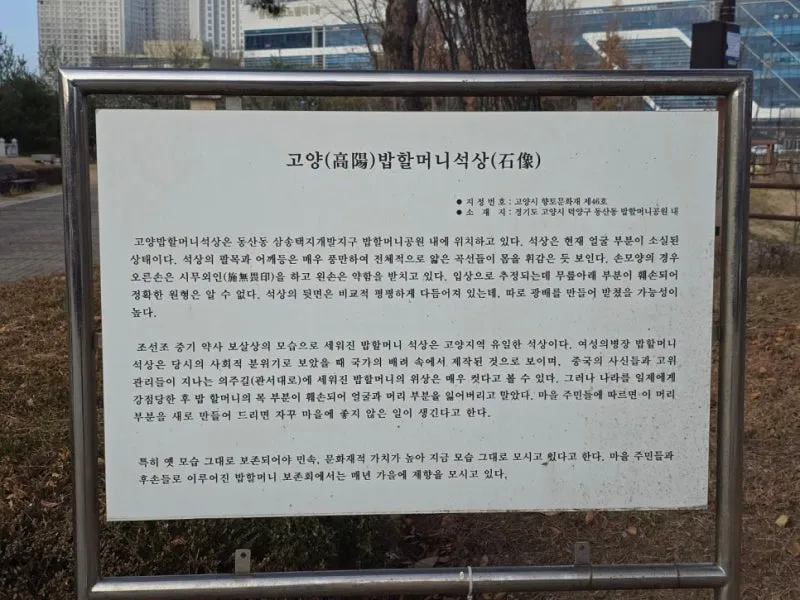 고양(高陽)밥할머니석상(石像)
● 지 정 번 호 : 고양시 향토문화재 제46호
● 소 재 지 : 경기도 고양시 덕양구 동산동 밥할머니공원 내
고양밥할머니석상은 동산동 삼송택지개발지구 밥할머니공원 내에 위치하고 있다. 석상은 현재 얼굴 부분이 소실된
상태이다. 석상의 팔목과 어깨등은 매우 풍만하여 전체적으로 얇은 곡선들이 몸을 휘감은 듯 보인다. 손모양의 경우
오른손은 시무외인(施無畏印)을 하고 왼손은 약함을 받치고 있다. 입상으로 추정되는데 무릎아래 부분이 훼손되어
정확한 원형은 알 수 없다. 석상의 뒷면은 비교적 평평하게 다듬어져 있는데, 따로 광배를 만들어 받쳤을 가능성이
높다.
조선조 중기 약사 보살상의 모습으로 세워진 밥할머니 석상은 고양지역 유일한 석상이다. 여성의병장 밥할머니
석상은 당시의 사회적 분위기로 보았을 때 국가의 배려 속에서 제작된 것으로 보이며, 중국의 사신들과 고위
관리들이 지나는 의주길(관서대로)에 세워진 밥할머니의 위상은 매우 컷다고 볼 수 있다. 그러나 나라를 일제에게
강점당한 후 밥 할머니의 목 부분이 훼손되어 얼굴과 머리 부분을 잃어버리고 말았다. 마을 주민들에 따르면 이 머리
부분을 새로 만들어 드리면 자꾸 마을에 좋지 않은 일이 생긴다고 한다.
특히 옛 모습 그대로 보존되어야 민속, 문화재적 가치가 높아 지금 모습 그대로 모시고 있다고 한다. 마을 주민들과
후손들로 이루어진 밥할머니 보존회에서는 매년 가을에 제향을 모시고 있다.